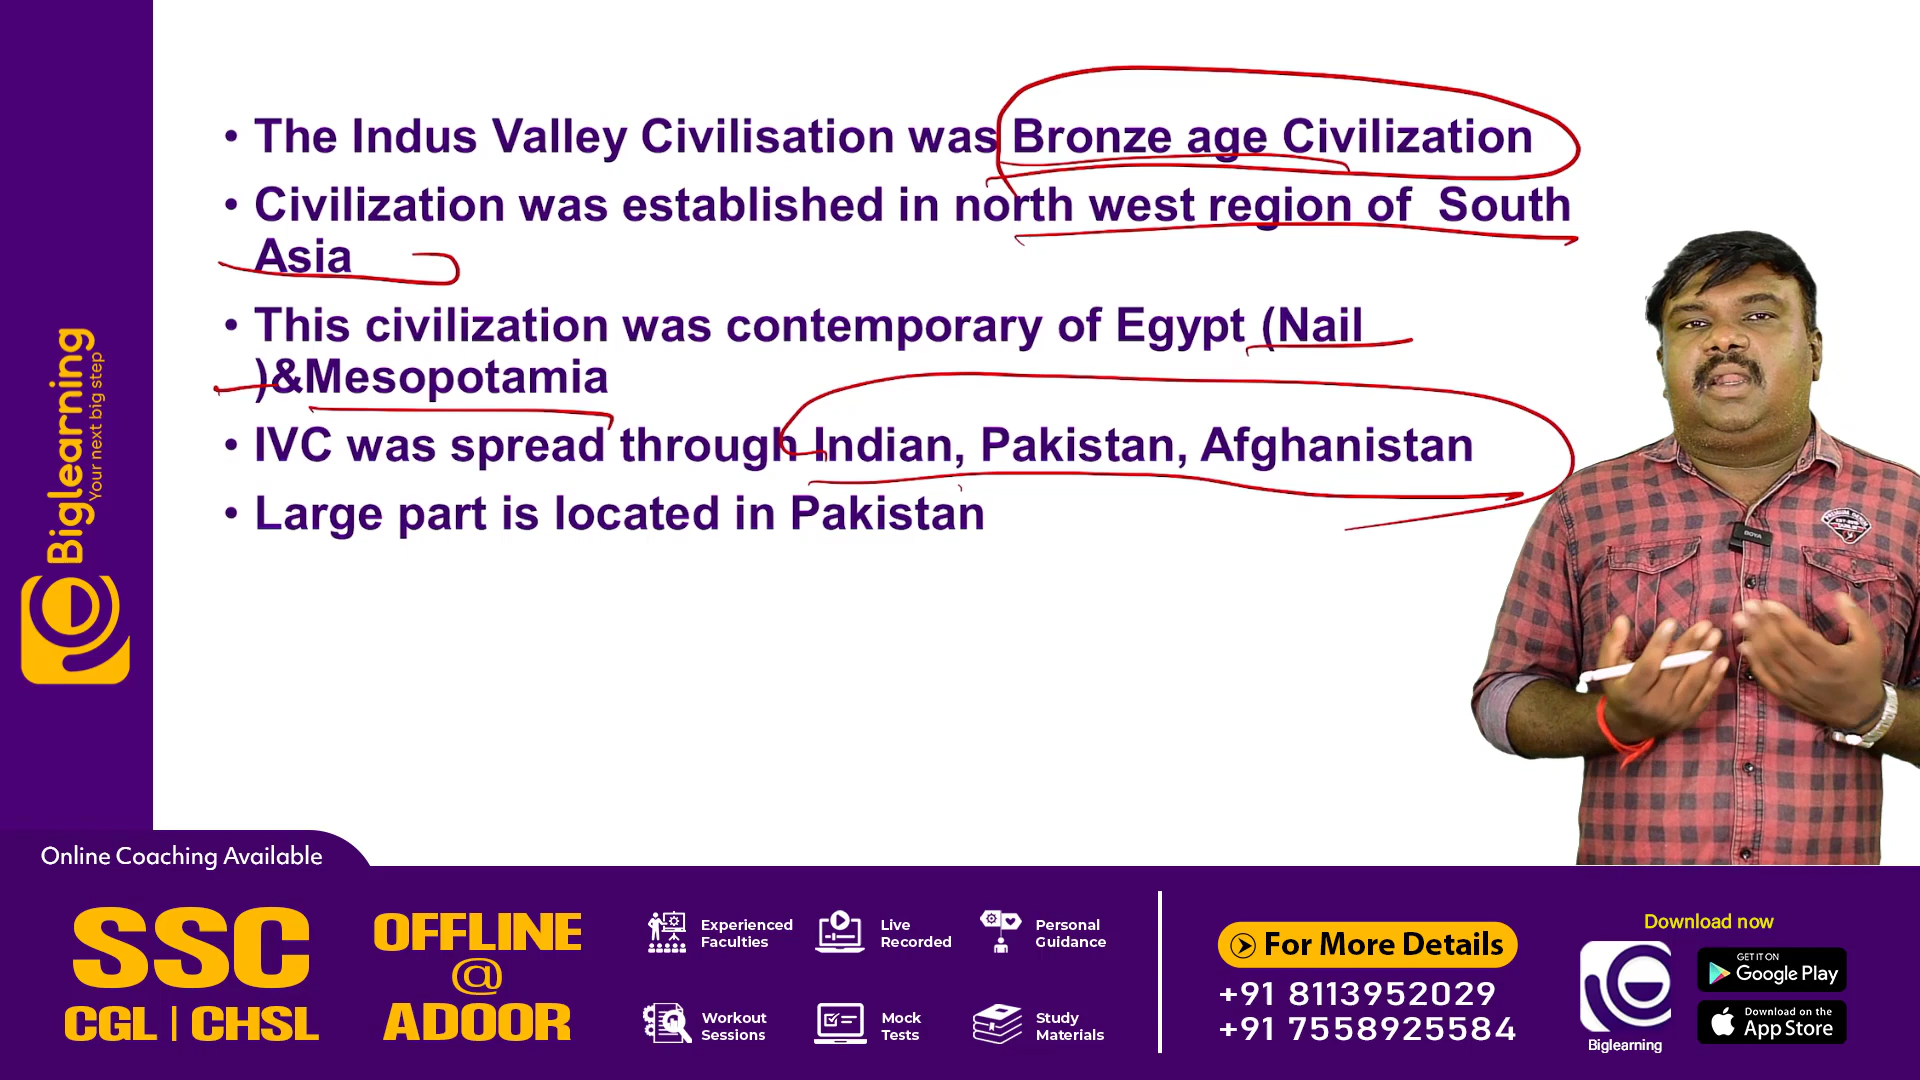 • The Indus Valley Civilisation was Bronze age Civilization
• Civilization was established in north west region of South
Asia
• This civilization was contemporary of Egypt (Nail
)&Mesopotamia
• IVC was spread through Indian, Pakistan, Afghanistan
• Large part is located in Pakistan
Biglearning
Your next big step
BOYA
Online Coaching Available
SSC
CGL | CHSL
OFFLINE
@
ADOOR
Experienced
Faculties
Live
Recorded
Personal
Guidance
Workout
Sessions
Mock
Tests
Study
Materials
For More Details
+91 8113952029
+91 7558925584
Download now
Biglearning
GET IT ON
Google Play
Download on the
App Store